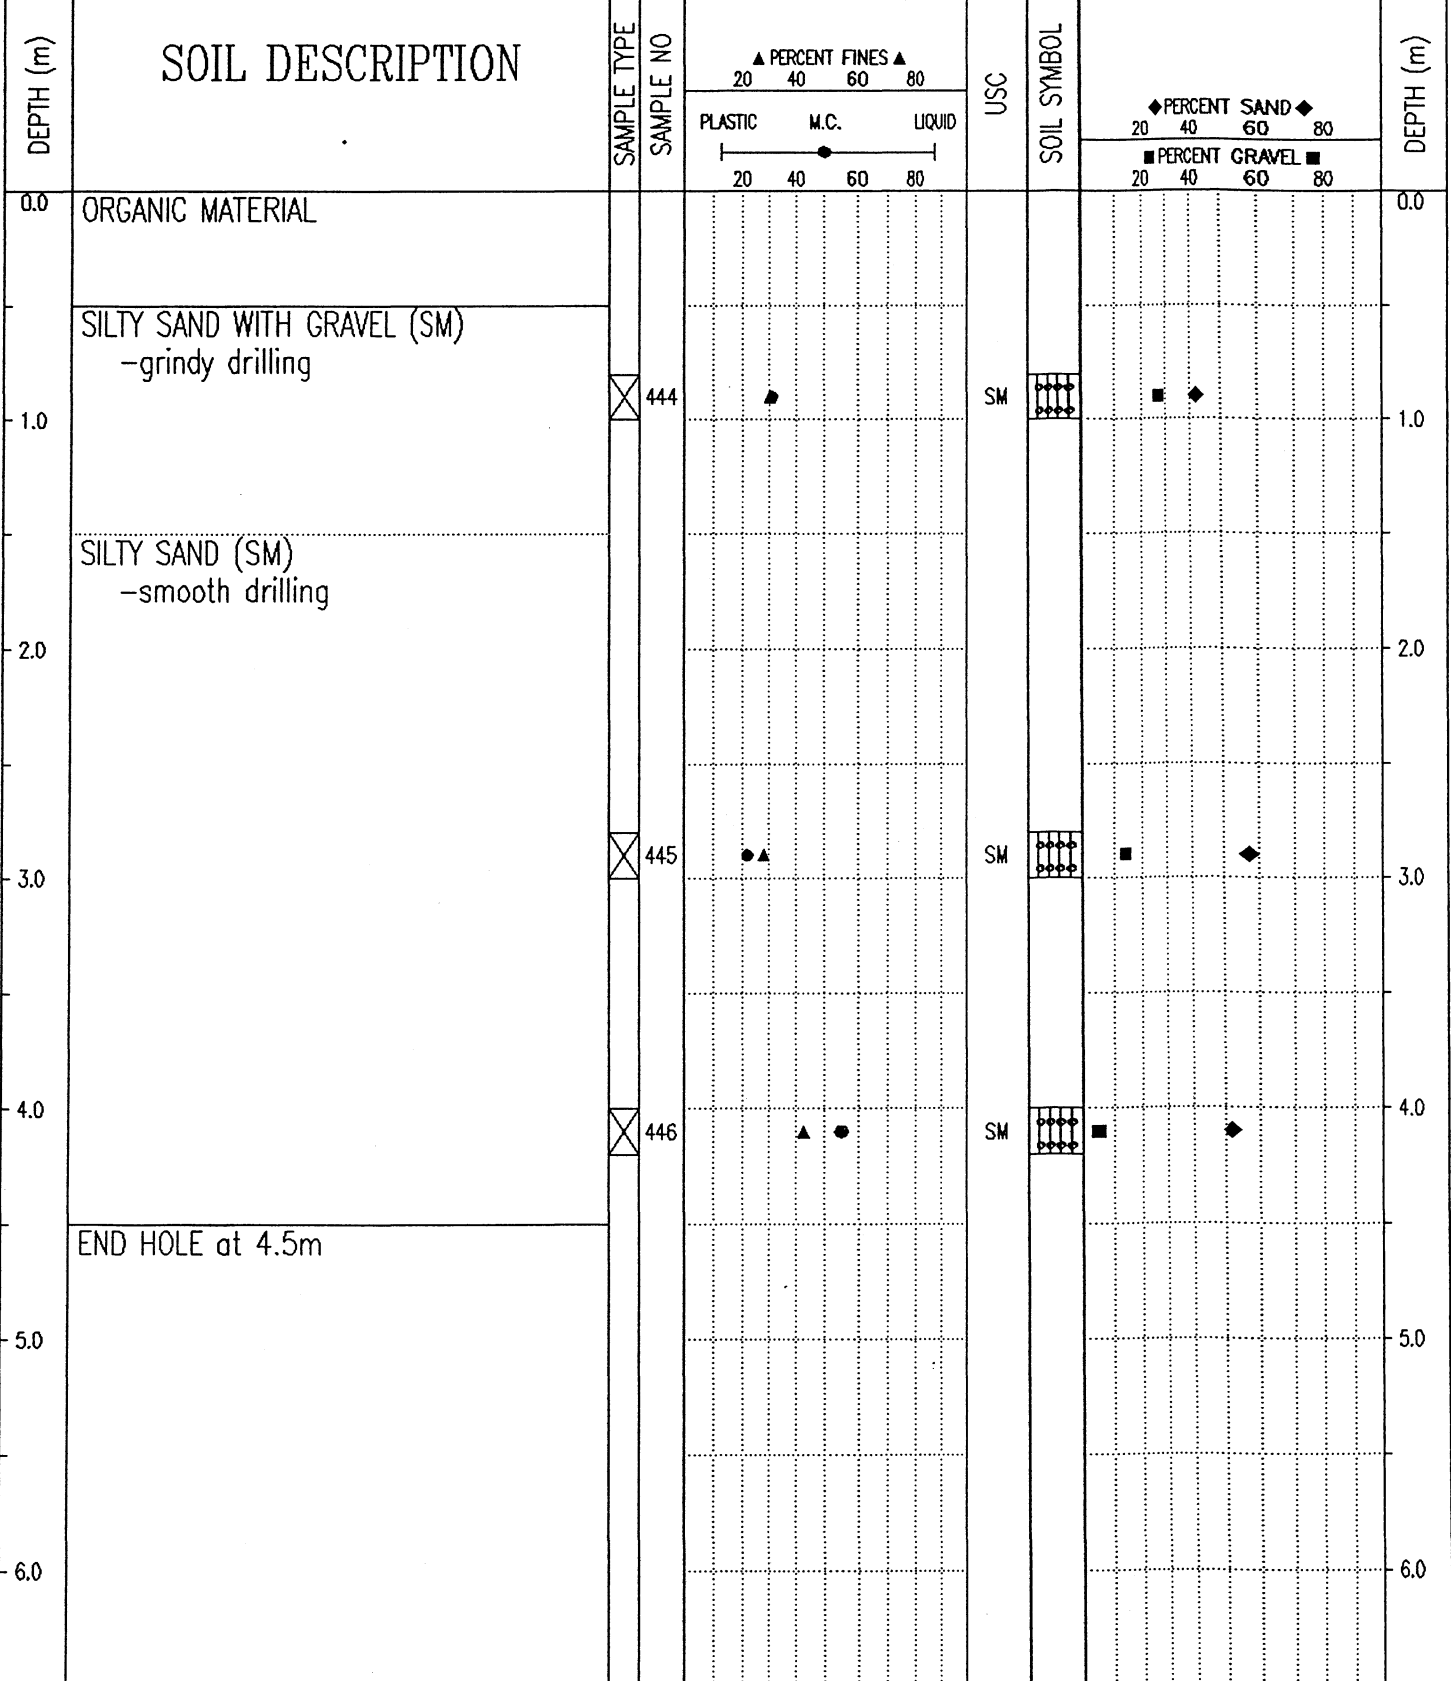 DEPTH (m)
SOIL DESCRIPTION
SAMPLE TYPE
SAMPLE NO
▲ PERCENT FINES ▲
20 40 60 80
PLASTIC M.C. LIQUID
20 40 60 80
USC
SOIL SYMBOL
◆PERCENT SAND◆
20 40 60 80
■PERCENT GRAVEL■
20 40 60 80
DEPTH (m)
0.0 ORGANIC MATERIAL 0.0
SILTY SAND WITH GRAVEL (SM)
-grindy drilling
444 SM
1.0 1.0
SILTY SAND (SM)
-smooth drilling
2.0 2.0
445 SM
3.0 3.0
4.0 4.0
446 SM
END HOLE at 4.5m
5.0 5.0
6.0 6.0